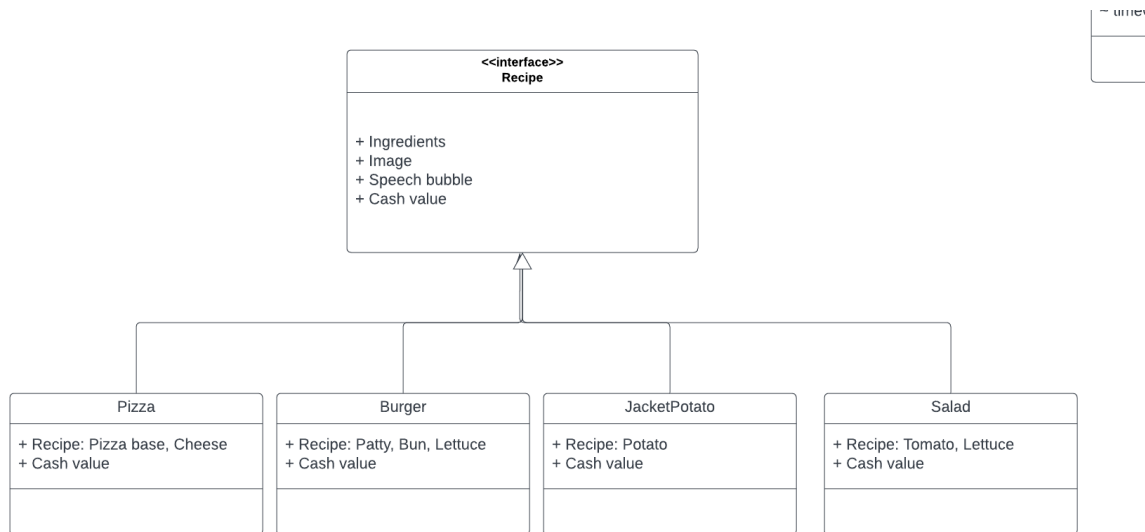 <<interface>>
Recipe
+ Ingredients
+ Image
+ Speech bubble
+ Cash value
Pizza
+ Recipe: Pizza base, Cheese
+ Cash value
Burger
+ Recipe: Patty, Bun, Lettuce
+ Cash value
JacketPotato
+ Recipe: Potato
+ Cash value
Salad
+ Recipe: Tomato, Lettuce
+ Cash value